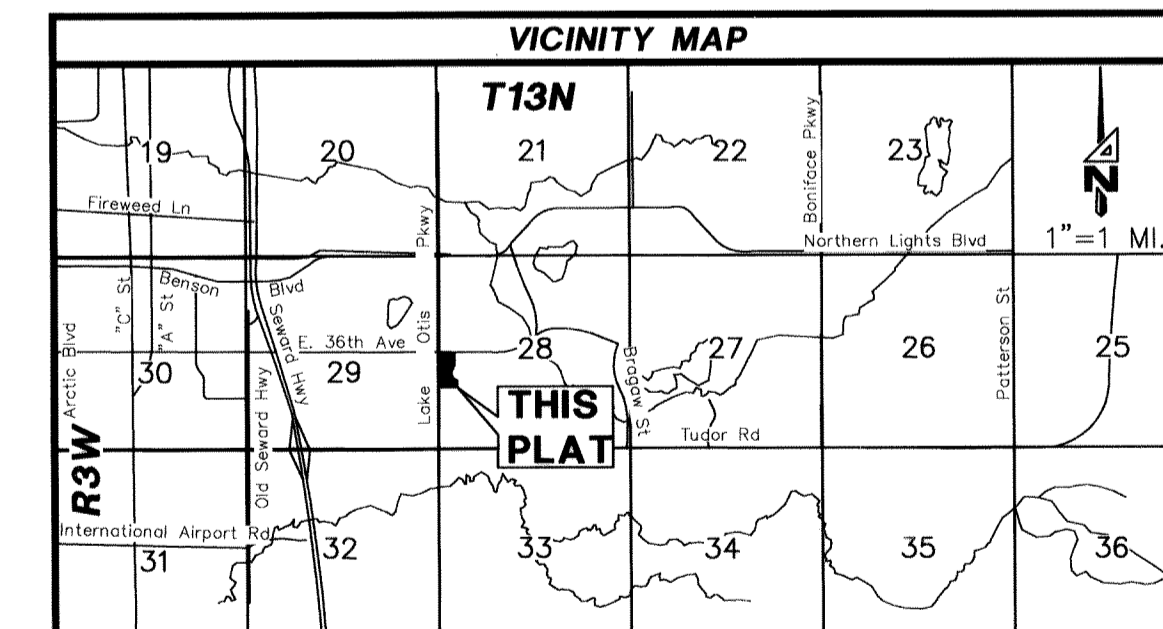 VICINITY MAP
T13N
19
20
21
22
23
Boniface Pkwy
N
Fireweed Ln
Pkwy
Northern Lights Blvd
1"=1 MI.
Benson
Blvd
"C" St
"A" St
Seward Hwy
Otis
Patterson St
Arctic Blvd
E. 36th Ave
28
27
26
25
30
29
Bragaw St
Old Seward Hwy
Lake
THIS
PLAT
Tudor Rd
R3W
International Airport Rd
31
32
33
34
35
36